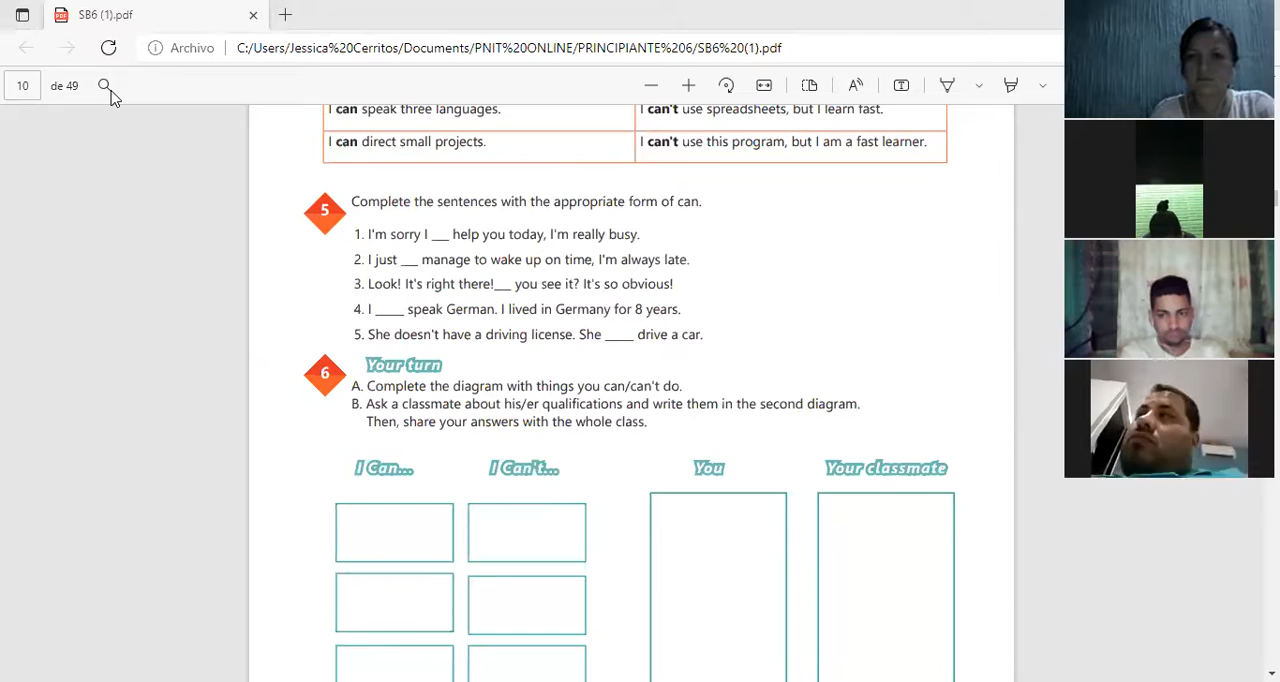 SB6 (1).pdf
Archivo
C:/Users/Jessica%20Cerritos/Documents/PNIT%20ONLINE/PRINCIPIANTE%206/SB6%20(1).pdf
10 de 49
I can speak three languages.
I can't use spreadsheets, but I learn fast.
I can direct small projects.
I can't use this program, but I am a fast learner.
5
Complete the sentences with the appropriate form of can.
1. I'm sorry I ___ help you today, I'm really busy.
2. I just ___ manage to wake up on time, I'm always late.
3. Look! It's right there!___ you see it? It's so obvious!
4. I _____ speak German. I lived in Germany for 8 years.
5. She doesn't have a driving license. She _____ drive a car.
6
Your turn
A. Complete the diagram with things you can/can't do.
B. Ask a classmate about his/er qualifications and write them in the second diagram.
Then, share your answers with the whole class.
I Can...
I Can't...
You
Your classmate